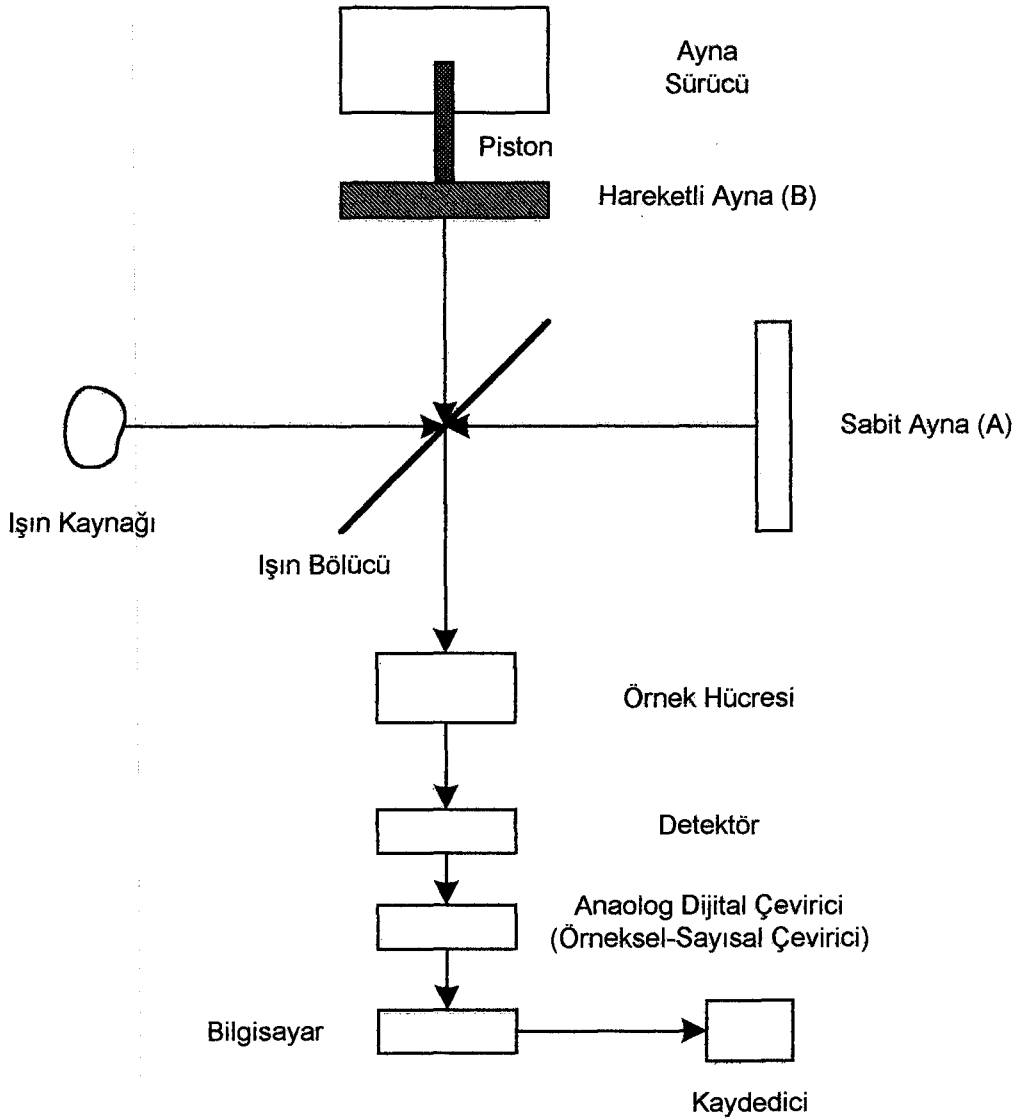 Ayna
Sürücü
Piston
Hareketli Ayna (B)
Sabit Ayna (A)
Işın Kaynağı
Işın Bölücü
Örnek Hücresi
Detektör
Anaolog Dijital Çevirici
(Örneksel-Sayısal Çevirici)
Bilgisayar
Kaydedici